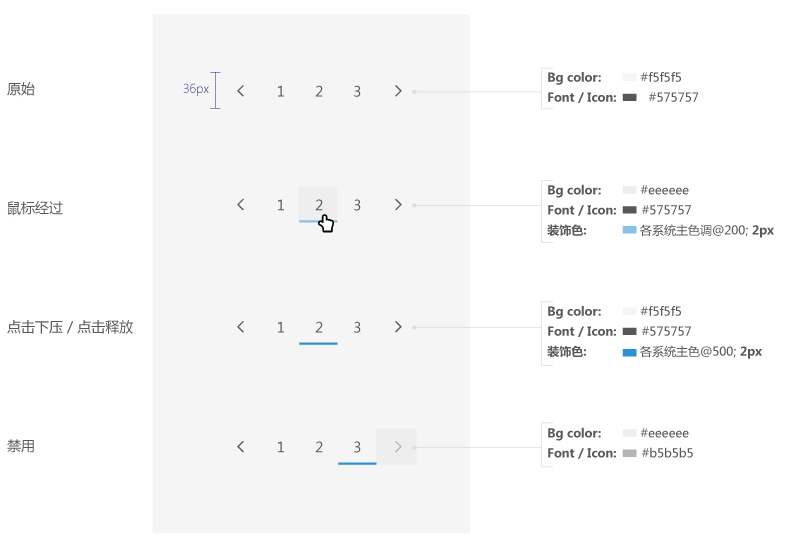 原始
36px
1 2 3
Bg color: #f5f5f5
Font / Icon: #575757
鼠标经过
1 2 3
Bg color: #eeeeee
Font / Icon: #575757
装饰色: 各系统主色调@200; 2px
点击下压 / 点击释放
1 2 3
Bg color: #f5f5f5
Font / Icon: #575757
装饰色: 各系统主色@500; 2px
禁用
1 2 3
Bg color: #eeeeee
Font / Icon: #b5b5b5